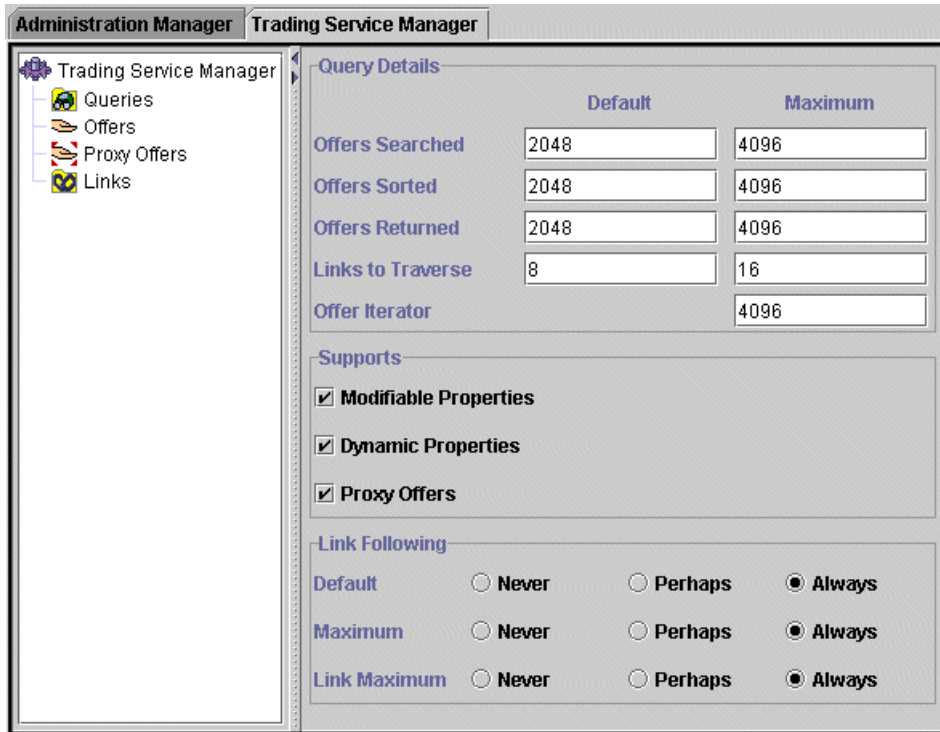 Administration Manager Trading Service Manager
Trading Service Manager
Queries
Offers
Proxy Offers
Links
Query Details
Default Maximum
Offers Searched 2048 4096
Offers Sorted 2048 4096
Offers Returned 2048 4096
Links to Traverse 8 16
Offer Iterator 4096
Supports
Modifiable Properties
Dynamic Properties
Proxy Offers
Link Following
Default Never Perhaps Always
Maximum Never Perhaps Always
Link Maximum Never Perhaps Always